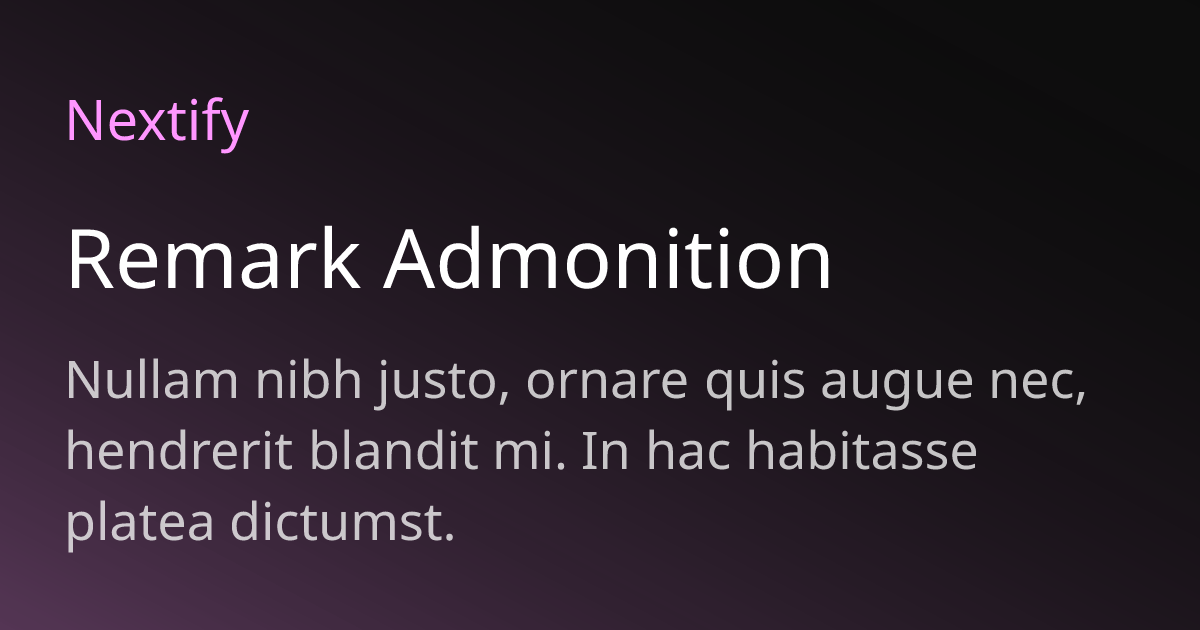 Nextify
Remark Admonition
Nullam nibh justo, ornare quis augue nec,
hendrerit blandit mi. In hac habitasse
platea dictumst.